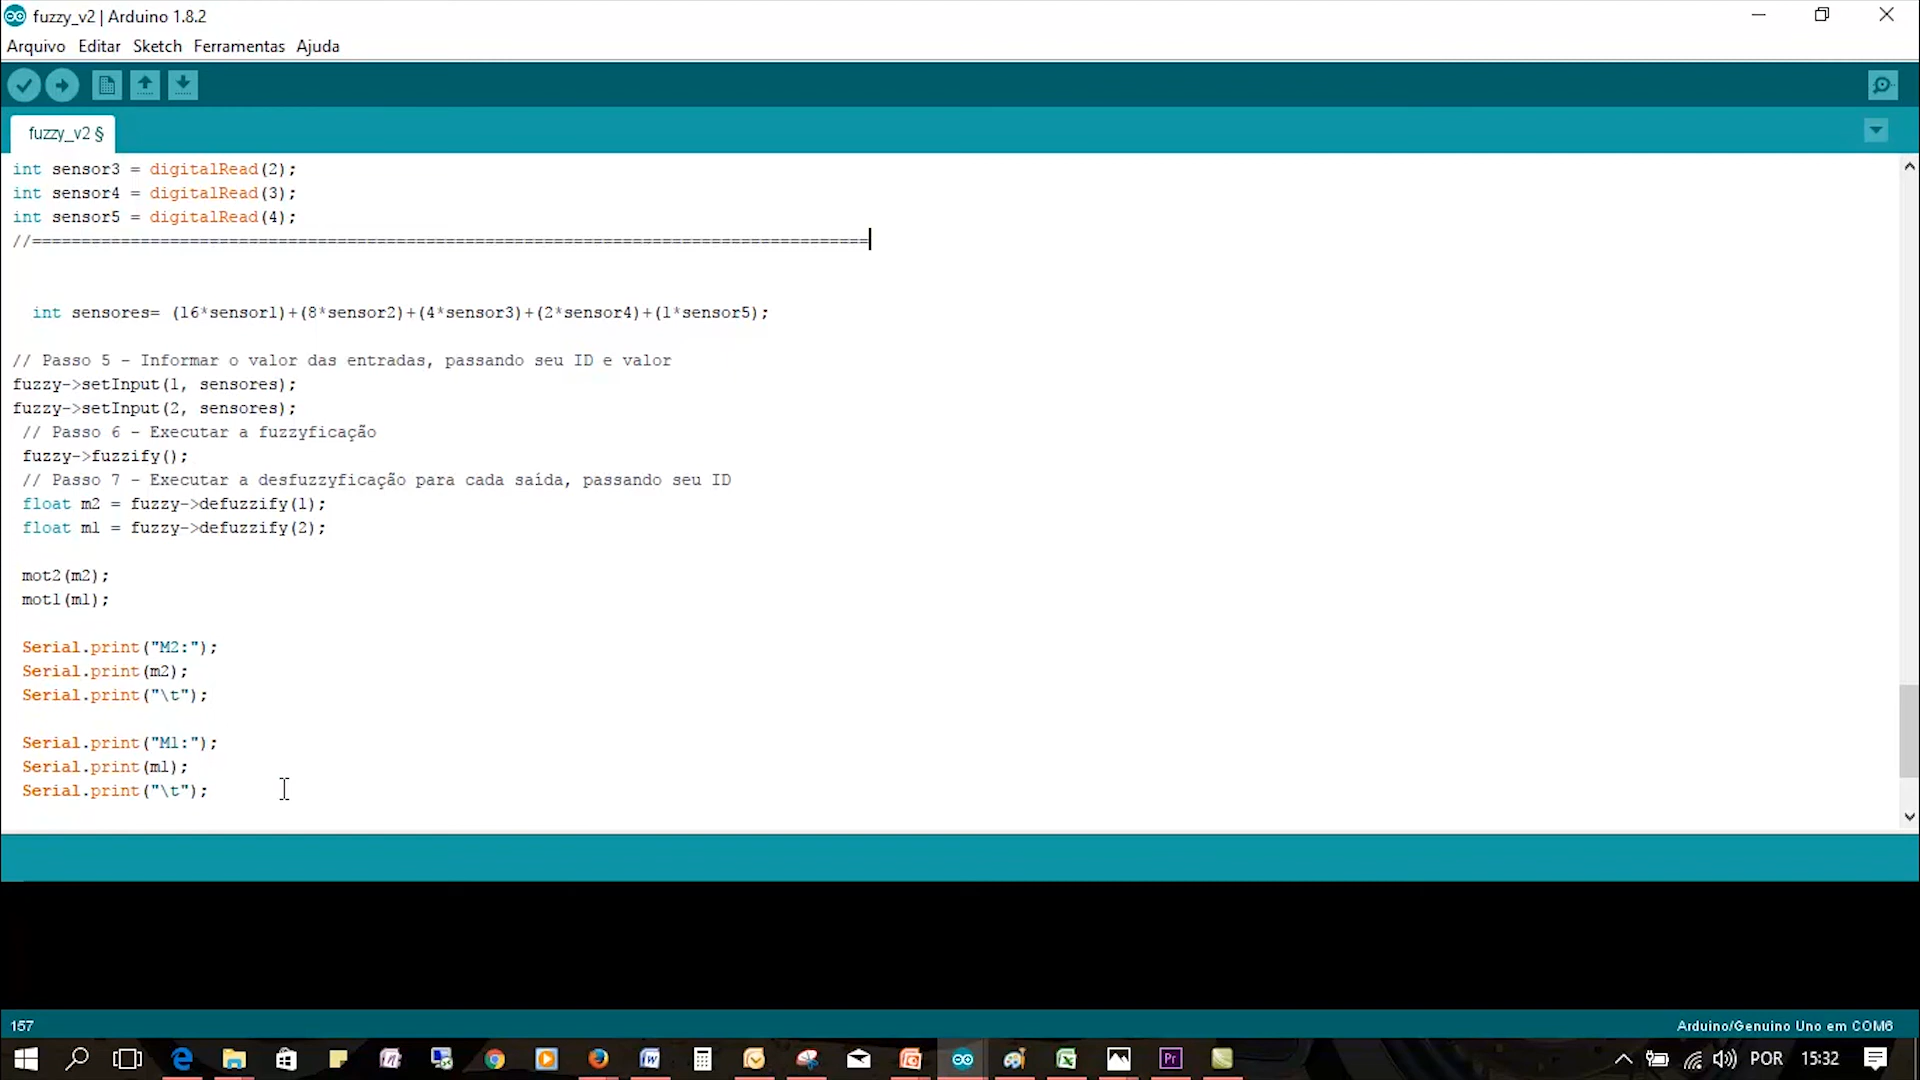 fuzzy_v2 | Arduino 1.8.2
Arquivo Editar Sketch Ferramentas Ajuda
fuzzy_v2 §
int sensor3 = digitalRead(2);
int sensor4 = digitalRead(3);
int sensor5 = digitalRead(4);
//=====================================================================================
int sensores= (16*sensor1)+(8*sensor2)+(4*sensor3)+(2*sensor4)+(1*sensor5);
// Passo 5 - Informar o valor das entradas, passando seu ID e valor
fuzzy->setInput(1, sensores);
fuzzy->setInput(2, sensores);
// Passo 6 - Executar a fuzzyficação
fuzzy->fuzzify();
// Passo 7 - Executar a desfuzzyficação para cada saída, passando seu ID
float m2 = fuzzy->defuzzify(1);
float m1 = fuzzy->defuzzify(2);
mot2(m2);
mot1(m1);
Serial.print("M2:");
Serial.print(m2);
Serial.print("\t");
Serial.print("M1:");
Serial.print(m1);
Serial.print("\t");
157
Arduino/Genuino Uno em COM6
POR 15:32